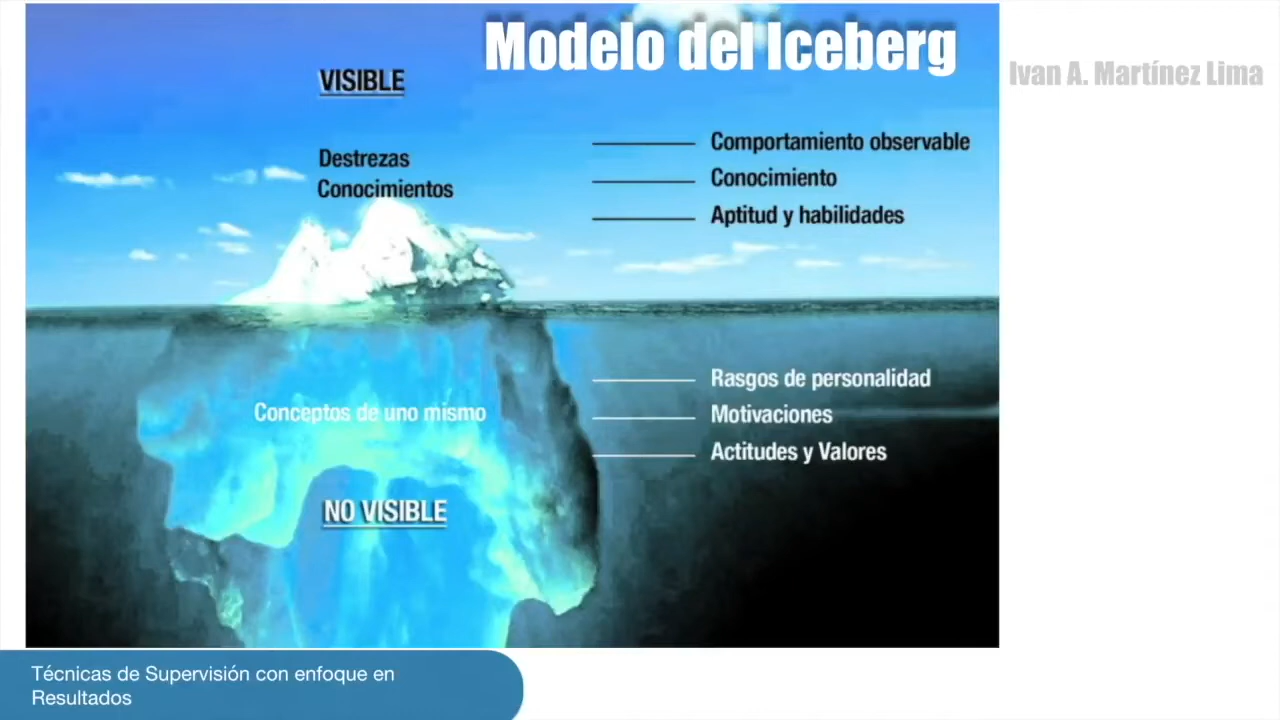 Modelo del Iceberg
Ivan A. Martínez Lima
VISIBLE
Destrezas
Conocimientos
Comportamiento observable
Conocimiento
Aptitud y habilidades
Conceptos de uno mismo
Rasgos de personalidad
Motivaciones
Actitudes y Valores
NO VISIBLE
Técnicas de Supervisión con enfoque en
Resultados